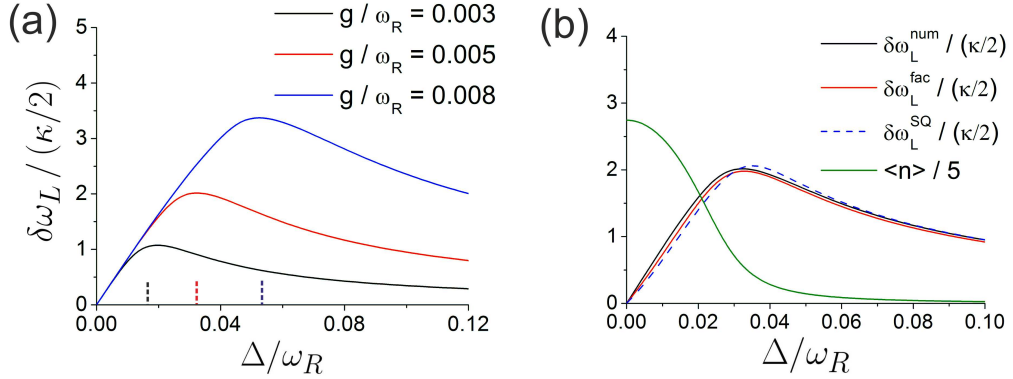 (a)
g / ω_R = 0.003
g / ω_R = 0.005
g / ω_R = 0.008
δω_L / (κ/2)
5
4
3
2
1
0
0.00 0.04 0.08 0.12
Δ/ω_R
(b)
δω_L^num / (κ/2)
δω_L^fac / (κ/2)
δω_L^SQ / (κ/2)
<n> / 5
4
3
2
1
0
0.00 0.02 0.04 0.06 0.08 0.10
Δ/ω_R